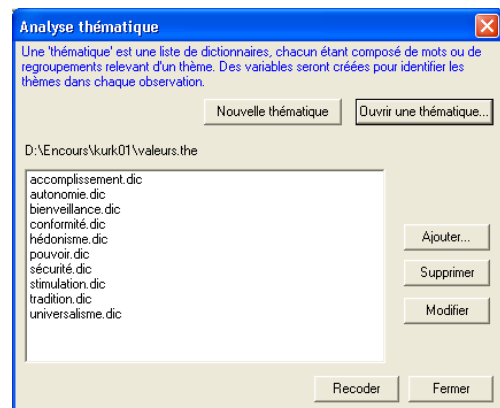 Analyse thématique
Une 'thématique' est une liste de dictionnaires, chacun étant composé de mots ou de
regroupements relevant d'un thème. Des variables seront créées pour identifier les
thèmes dans chaque observation.
Nouvelle thématique Ouvrir une thématique...
D:\Encours\kurk01\valeurs.the
accomplissement.dic
autonomie.dic
bienveillance.dic
conformité.dic
hédonisme.dic
pouvoir.dic
sécurité.dic
stimulation.dic
tradition.dic
universalisme.dic
Ajouter...
Supprimer
Modifier
Recoder Fermer